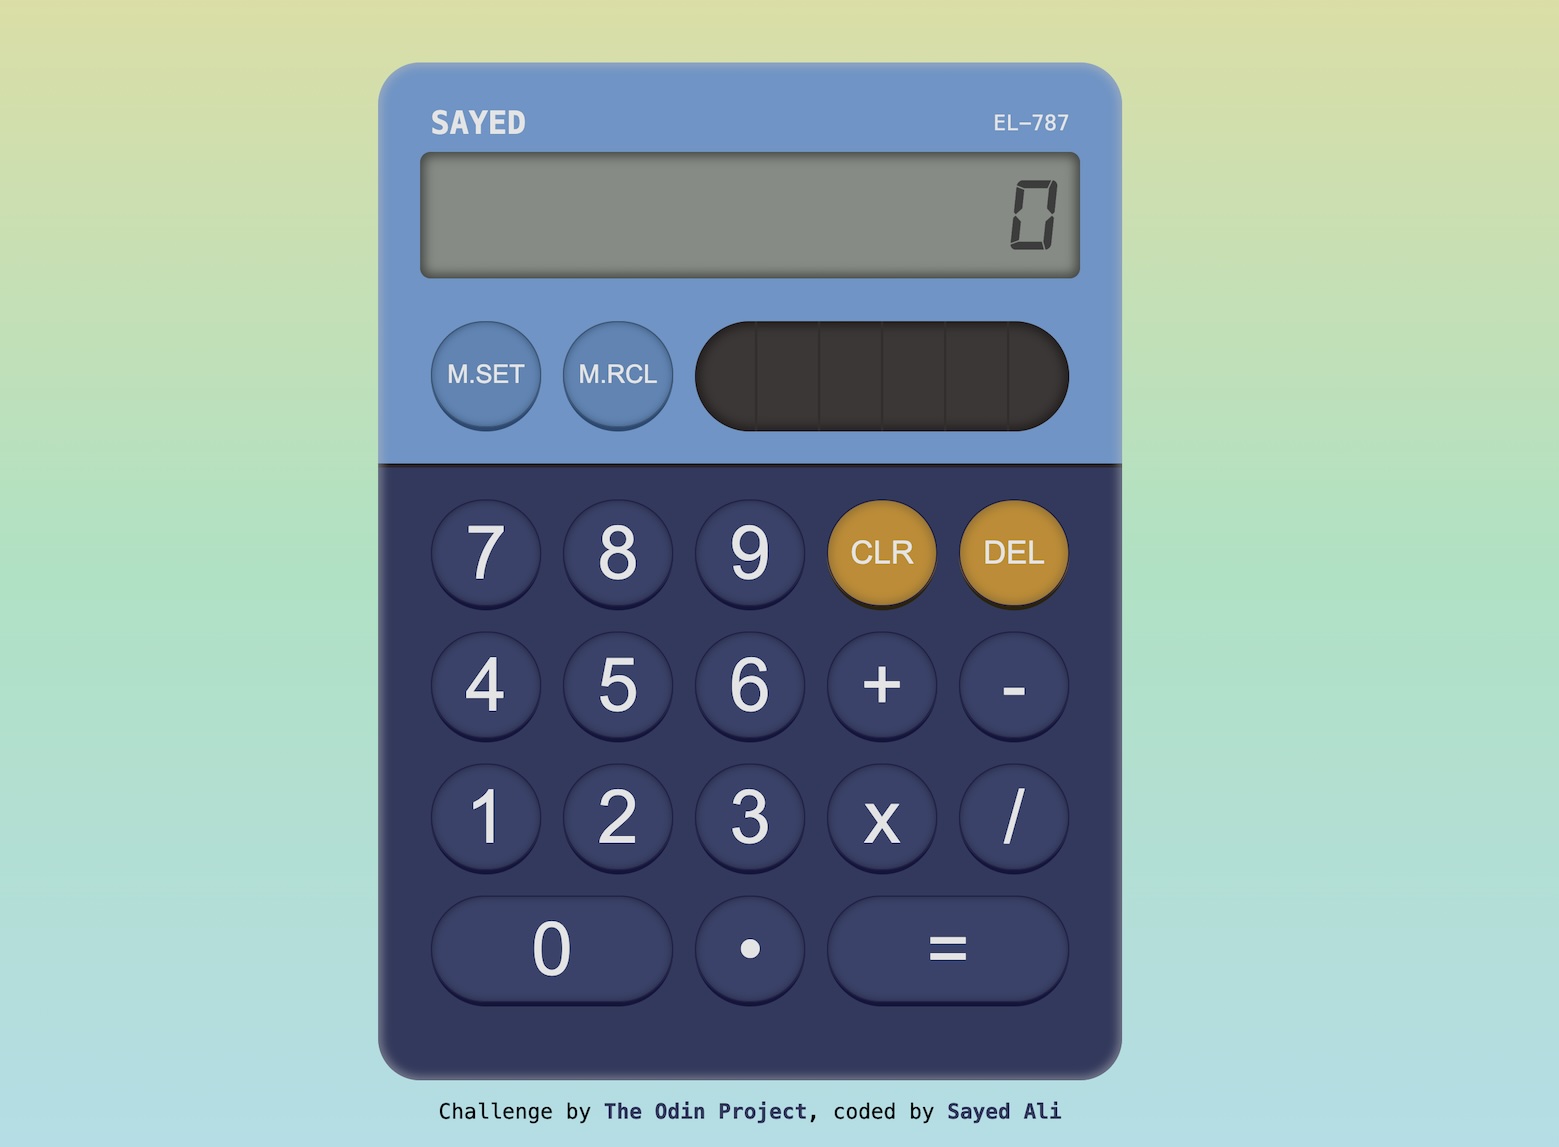 SAYED EL-787
0
M.SET M.RCL
7 8 9 CLR DEL
4 5 6 + -
1 2 3 x /
0 • =
Challenge by The Odin Project, coded by Sayed Ali